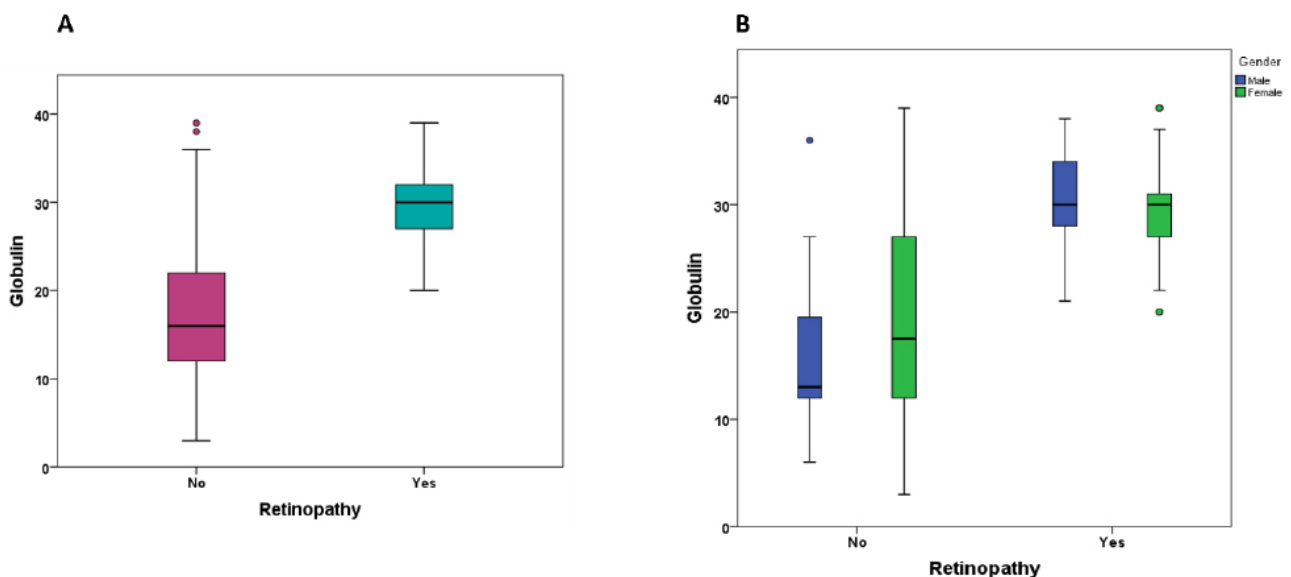 A
40
30
20
10
0
Globulin
No
Yes
Retinopathy
B
Gender
Male
Female
40
30
20
10
0
Globulin
No
Yes
Retinopathy